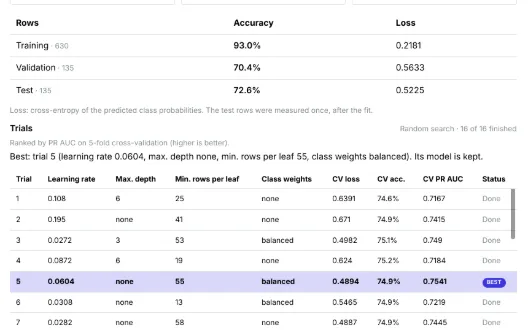 Rows Accuracy Loss
Training · 630 93.0% 0.2181
Validation · 135 70.4% 0.5633
Test · 135 72.6% 0.5225
Loss: cross-entropy of the predicted class probabilities. The test rows were measured once, after the fit.
Trials Random search · 16 of 16 finished
Ranked by PR AUC on 5-fold cross-validation (higher is better).
Best: trial 5 (learning rate 0.0604, max. depth none, min. rows per leaf 55, class weights balanced). Its model is kept.
Trial Learning rate Max. depth Min. rows per leaf Class weights CV loss CV acc. CV PR AUC Status
1 0.108 6 25 none 0.6391 74.6% 0.7167 Done
2 0.195 none 41 none 0.671 74.9% 0.7415 Done
3 0.0272 3 53 balanced 0.4982 75.1% 0.749 Done
4 0.0872 6 19 none 0.624 75.2% 0.7184 Done
5 0.0604 none 55 balanced 0.4894 74.9% 0.7541 BEST
6 0.0308 none 13 balanced 0.5465 74.9% 0.7219 Done
7 0.0282 none 58 none 0.4887 74.9% 0.7445 Done